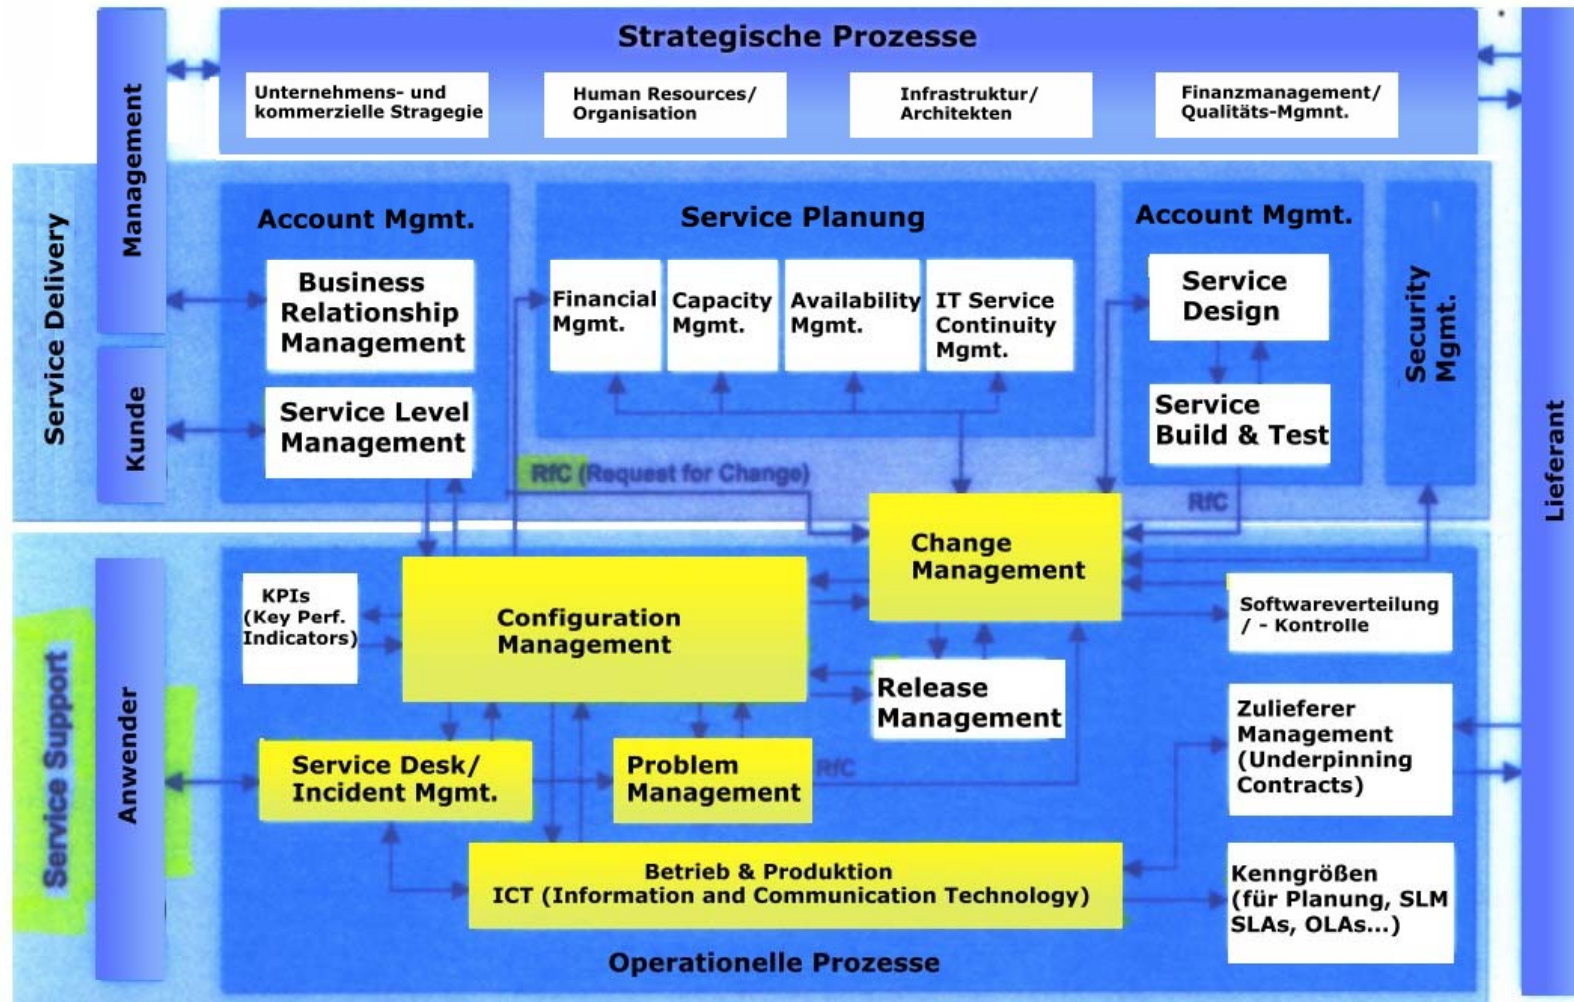 Strategische Prozesse
Unternehmens- und
kommerzielle Stragegie
Human Resources/
Organisation
Infrastruktur/
Architekten
Finanzmanagement/
Qualitäts-Mgmnt.
Management
Service Delivery
Kunde
Account Mgmt.
Business
Relationship
Management
Service Level
Management
Service Planung
Financial
Mgmt.
Capacity
Mgmt.
Availability
Mgmt.
IT Service
Continuity
Mgmt.
Account Mgmt.
Service
Design
Service
Build & Test
Security
Mgmt.
Lieferant
RfC (Request for Change)
RfC
Change
Management
Service Support
Anwender
KPIs
(Key Perf.
Indicators)
Configuration
Management
Softwareverteilung
/ - Kontrolle
Release
Management
Service Desk/
Incident Mgmt.
Problem
Management
RfC
Zulieferer
Management
(Underpinning
Contracts)
Betrieb & Produktion
ICT (Information and Communication Technology)
Kenngrößen
(für Planung, SLM
SLAs, OLAs...)
Operationelle Prozesse